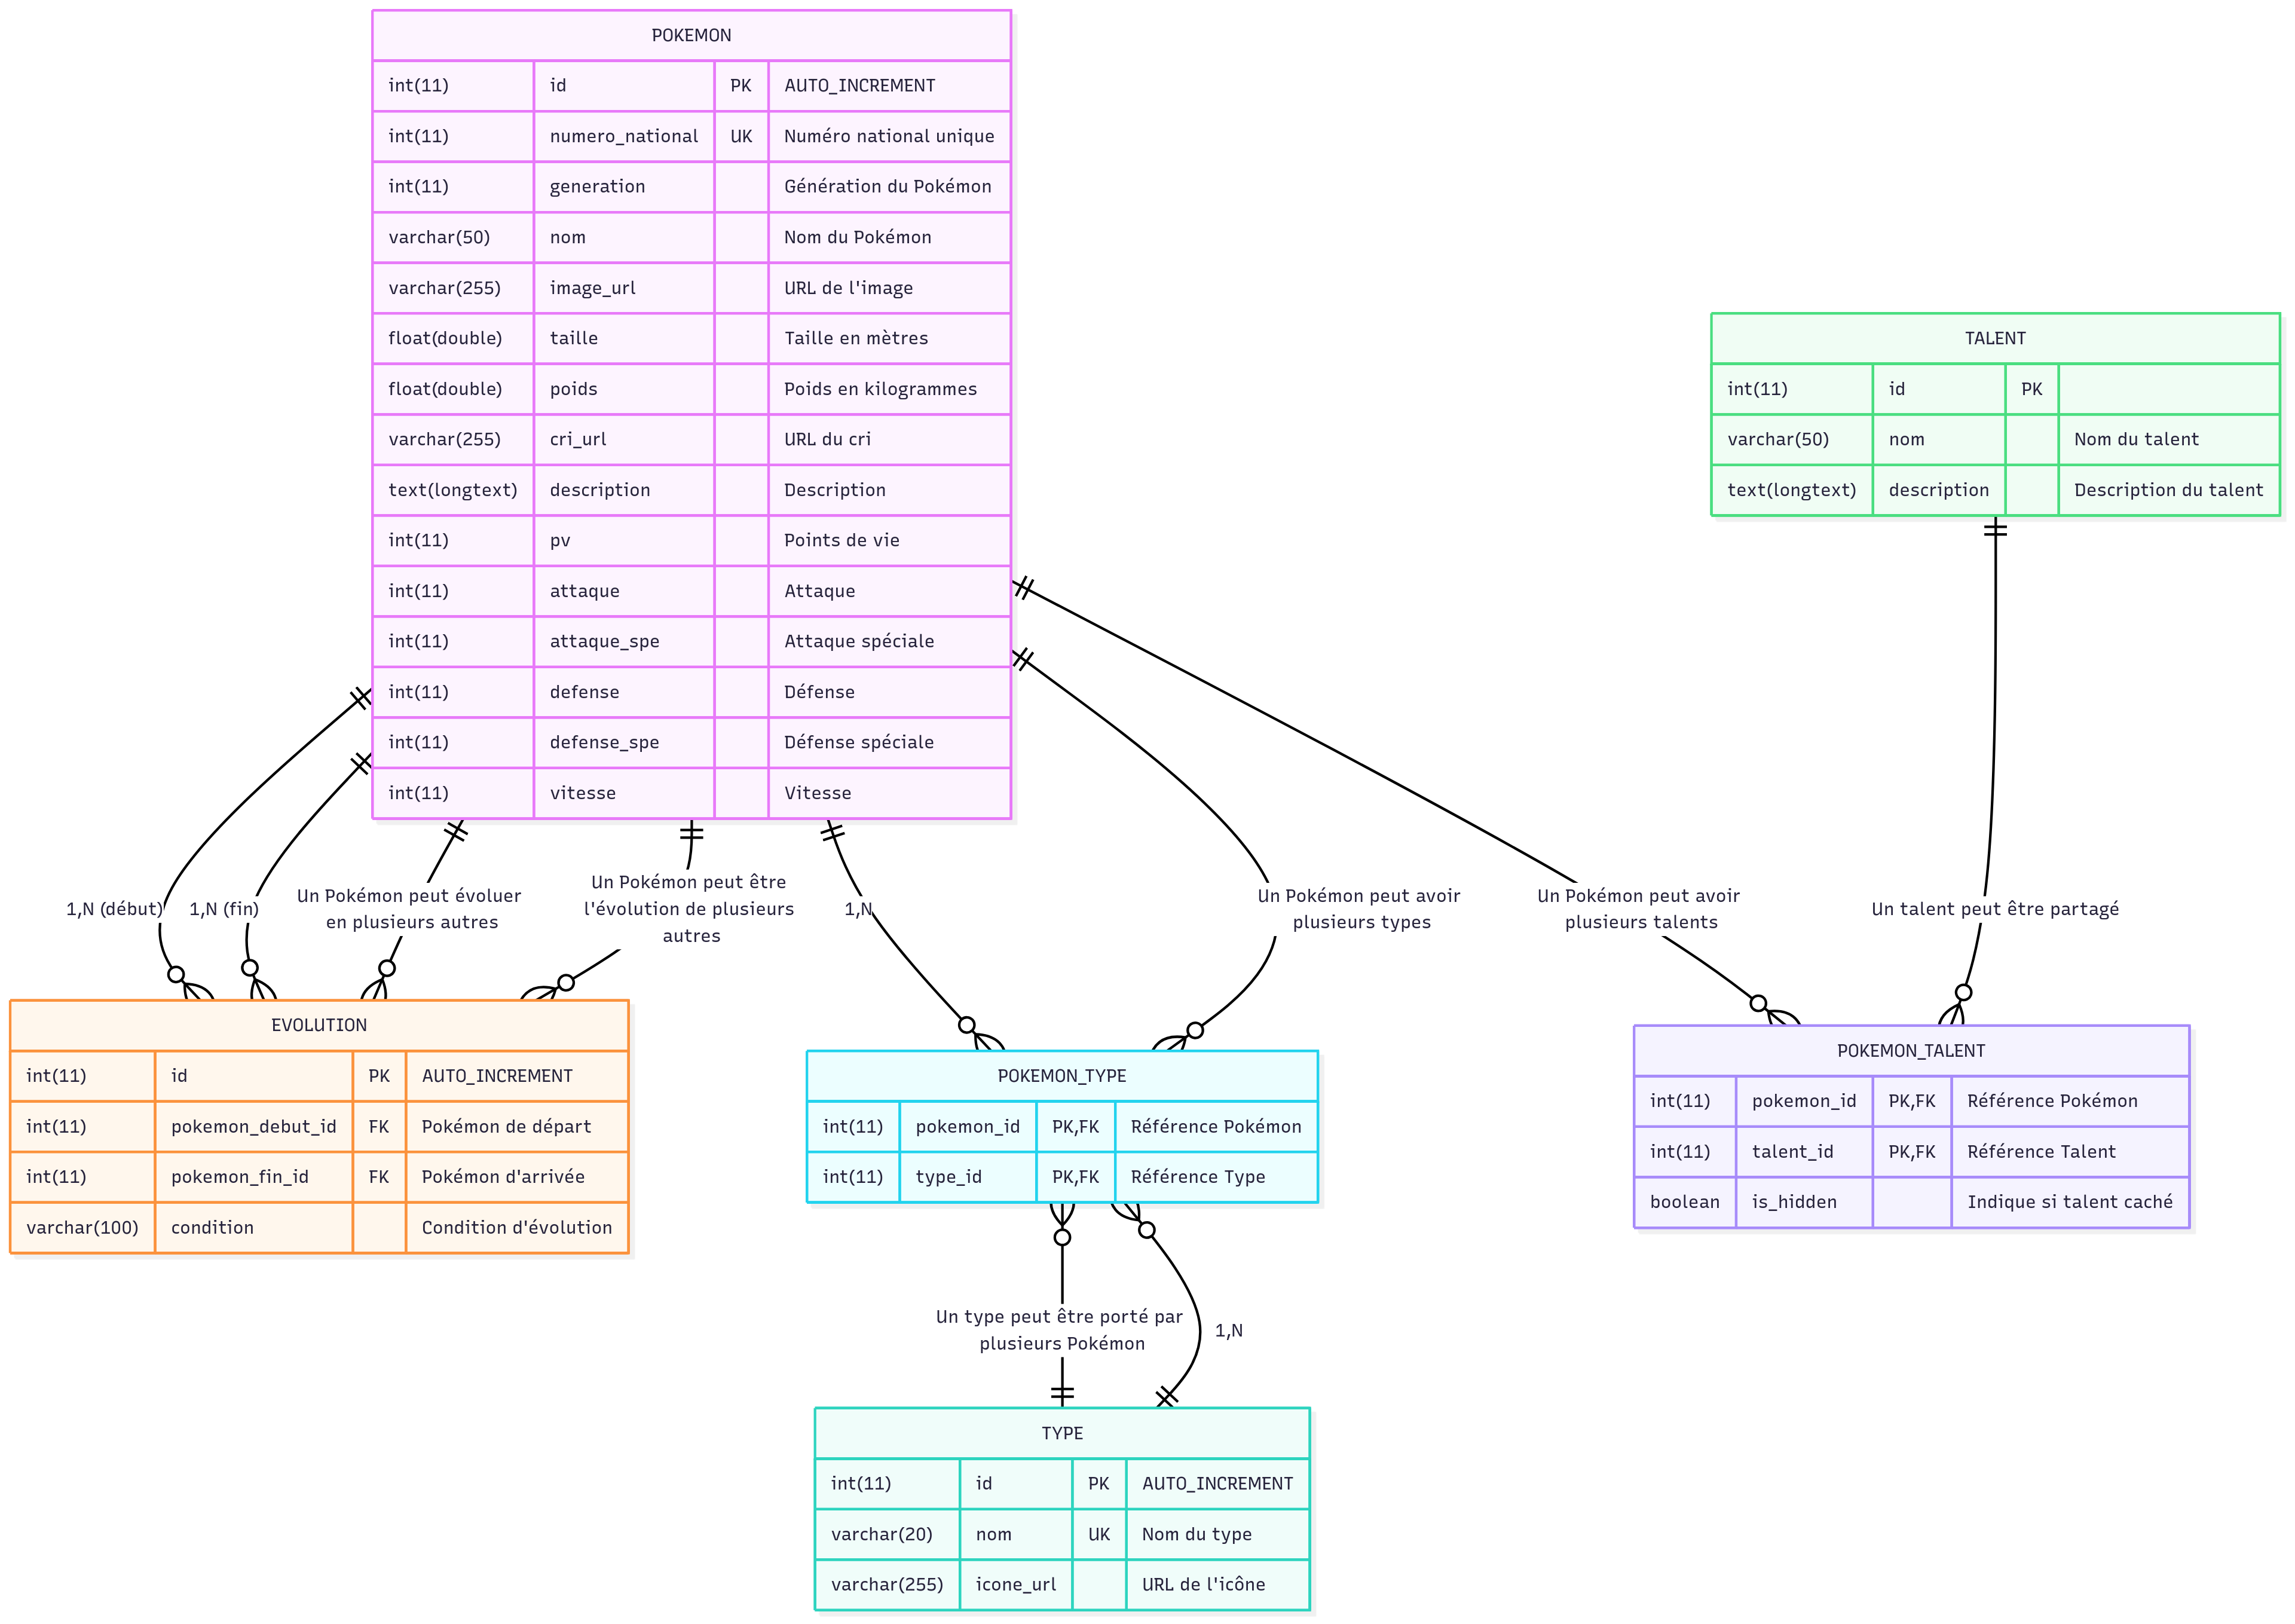 POKEMON
int(11) id PK AUTO_INCREMENT
int(11) numero_national UK Numéro national unique
int(11) generation Génération du Pokémon
varchar(50) nom Nom du Pokémon
varchar(255) image_url URL de l'image
float(double) taille Taille en mètres
float(double) poids Poids en kilogrammes
varchar(255) cri_url URL du cri
text(longtext) description Description
int(11) pv Points de vie
int(11) attaque Attaque
int(11) attaque_spe Attaque spéciale
int(11) defense Défense
int(11) defense_spe Défense spéciale
int(11) vitesse Vitesse
TALENT
int(11) id PK
varchar(50) nom Nom du talent
text(longtext) description Description du talent
1,N (début)
1,N (fin)
Un Pokémon peut évoluer
en plusieurs autres
Un Pokémon peut être
l'évolution de plusieurs
autres
1,N
Un Pokémon peut avoir
plusieurs types
Un Pokémon peut avoir
plusieurs talents
Un talent peut être partagé
EVOLUTION
int(11) id PK AUTO_INCREMENT
int(11) pokemon_debut_id FK Pokémon de départ
int(11) pokemon_fin_id FK Pokémon d'arrivée
varchar(100) condition Condition d'évolution
POKEMON_TYPE
int(11) pokemon_id PK,FK Référence Pokémon
int(11) type_id PK,FK Référence Type
POKEMON_TALENT
int(11) pokemon_id PK,FK Référence Pokémon
int(11) talent_id PK,FK Référence Talent
boolean is_hidden Indique si talent caché
Un type peut être porté par
plusieurs Pokémon
1,N
TYPE
int(11) id PK AUTO_INCREMENT
varchar(20) nom UK Nom du type
varchar(255) icone_url URL de l'icône